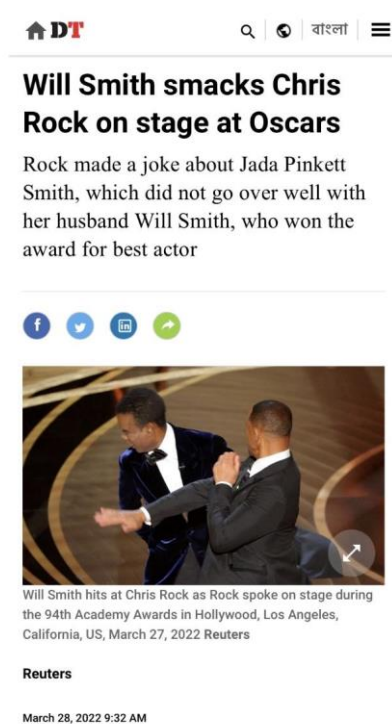 DT বাংলা
Will Smith smacks Chris
Rock on stage at Oscars
Rock made a joke about Jada Pinkett
Smith, which did not go over well with
her husband Will Smith, who won the
award for best actor
f in
Will Smith hits at Chris Rock as Rock spoke on stage during
the 94th Academy Awards in Hollywood, Los Angeles,
California, US, March 27, 2022 Reuters
Reuters
March 28, 2022 9:32 AM